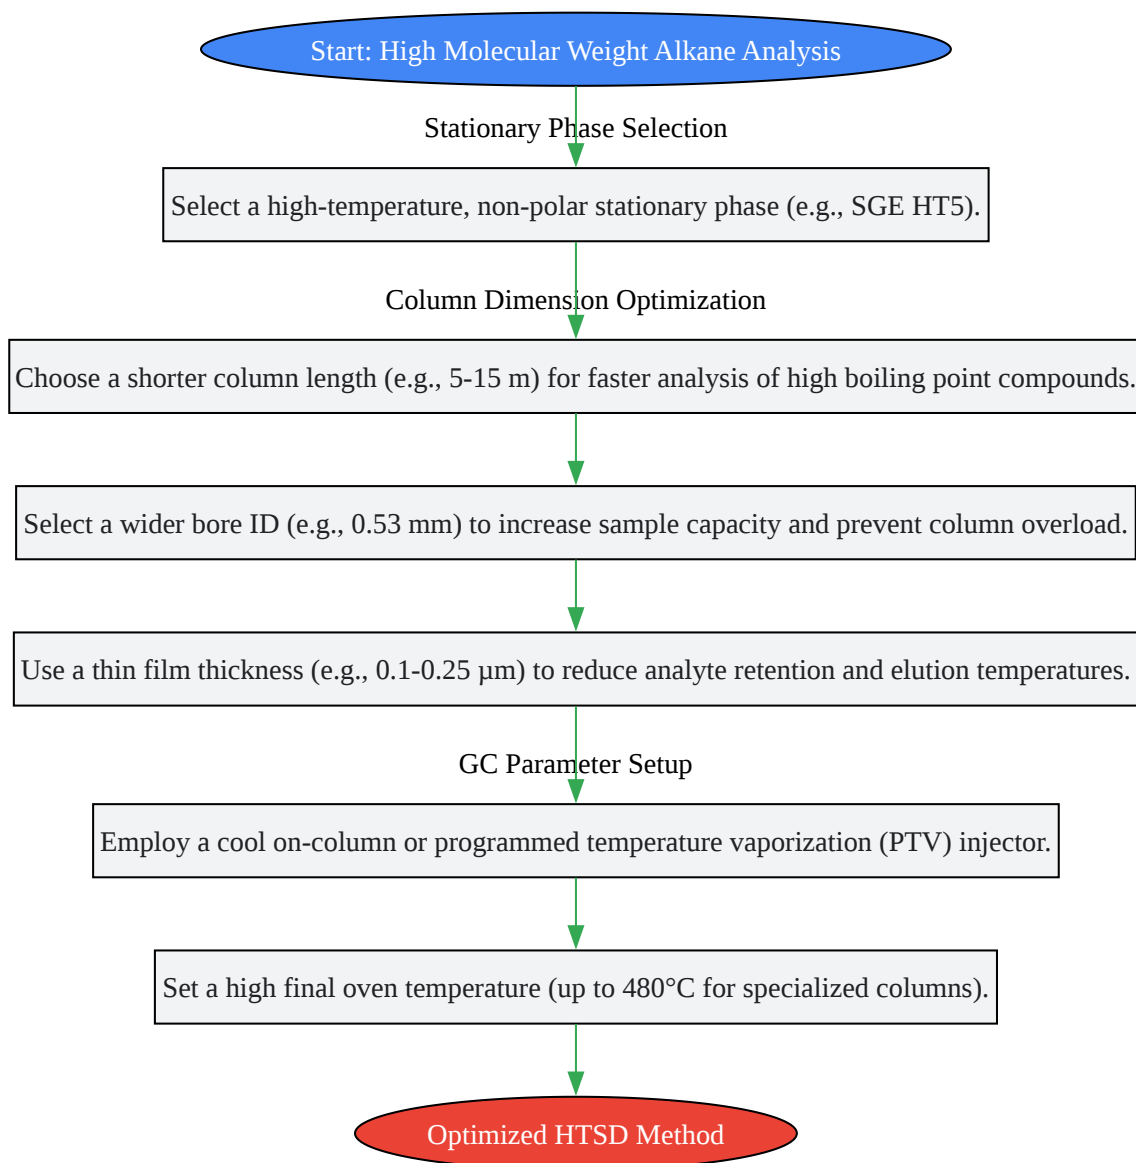 Start: High Molecular Weight Alkane Analysis
Stationary Phase Selection
Select a high-temperature, non-polar stationary phase (e.g., SGE HT5).
Column Dimension Optimization
Choose a shorter column length (e.g., 5-15 m) for faster analysis of high boiling point compounds.
Select a wider bore ID (e.g., 0.53 mm) to increase sample capacity and prevent column overload.
Use a thin film thickness (e.g., 0.1-0.25 µm) to reduce analyte retention and elution temperatures.
GC Parameter Setup
Employ a cool on-column or programmed temperature vaporization (PTV) injector.
Set a high final oven temperature (up to 480°C for specialized columns).
Optimized HTSD Method